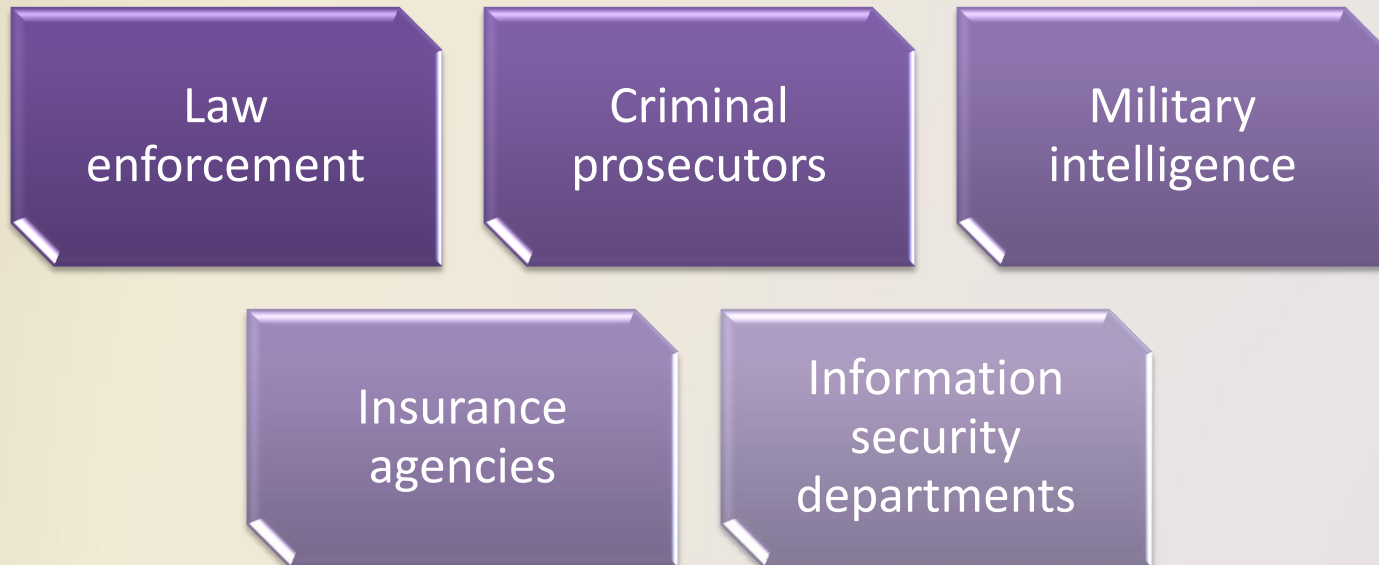 Law
enforcement
Criminal
prosecutors
Military
intelligence
Insurance
agencies
Information
security
departments